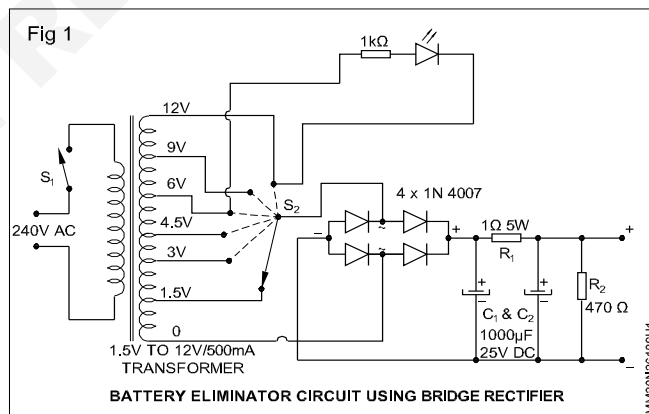 Fig 1
1kΩ
12V
9V
6V
4.5V
3V
1.5V
0
S1
240V AC
S2
4 x 1N 4007
~
~
−
+
1Ω 5W
R1
+
−
+
−
C1 & C2
1000µF
25V DC
R2
470 Ω
+
−
1.5V TO 12V/500mA
TRANSFORMER
BATTERY ELIMINATOR CIRCUIT USING BRIDGE RECTIFIER